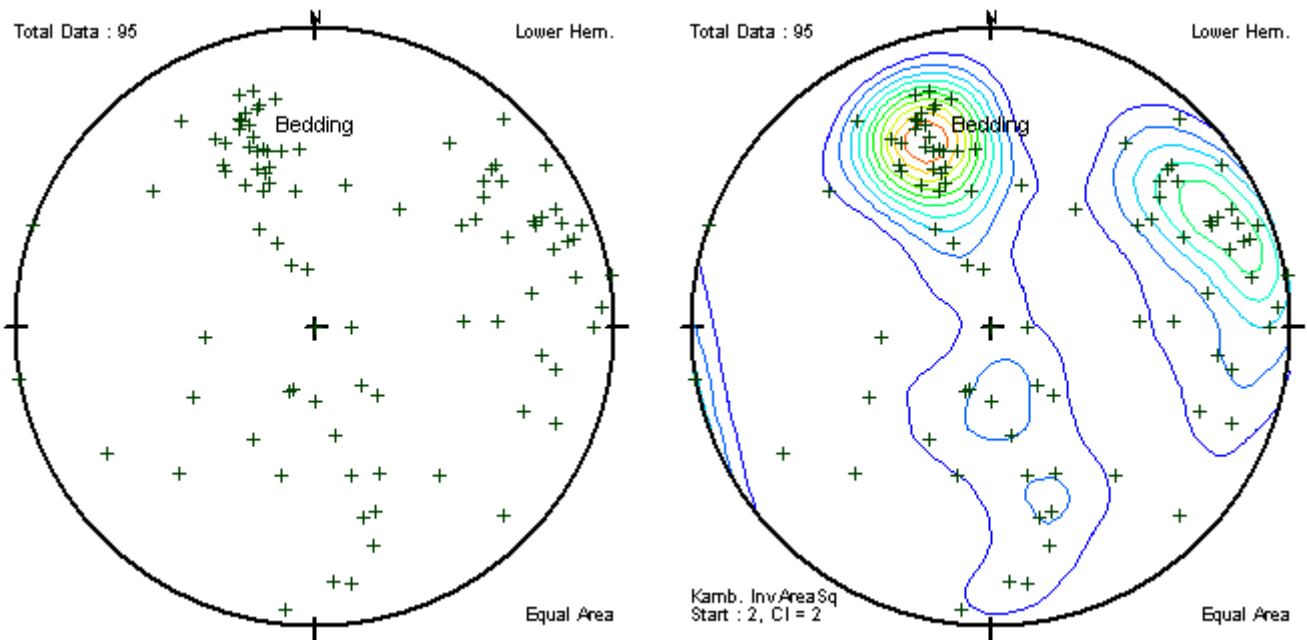 N
Total Data : 95
Lower Hem.
Bedding
Equal Area
N
Total Data : 95
Lower Hem.
Bedding
Kamb. InvAreaSq
Start : 2, CI = 2
Equal Area